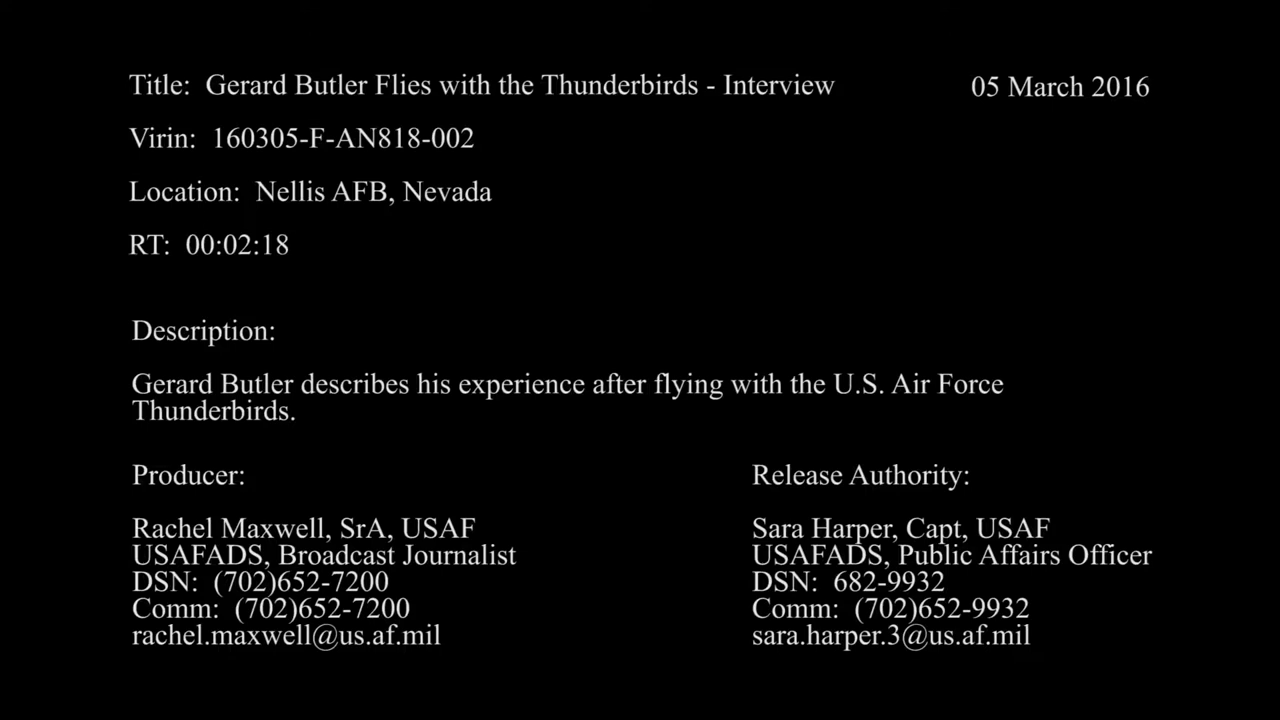 Title: Gerard Butler Flies with the Thunderbirds - Interview
05 March 2016
Virin: 160305-F-AN818-002
Location: Nellis AFB, Nevada
RT: 00:02:18
Description:
Gerard Butler describes his experience after flying with the U.S. Air Force
Thunderbirds.
Producer:
Rachel Maxwell, SrA, USAF
USAFADS, Broadcast Journalist
DSN: (702)652-7200
Comm: (702)652-7200
rachel.maxwell@us.af.mil
Release Authority:
Sara Harper, Capt, USAF
USAFADS, Public Affairs Officer
DSN: 682-9932
Comm: (702)652-9932
sara.harper.3@us.af.mil